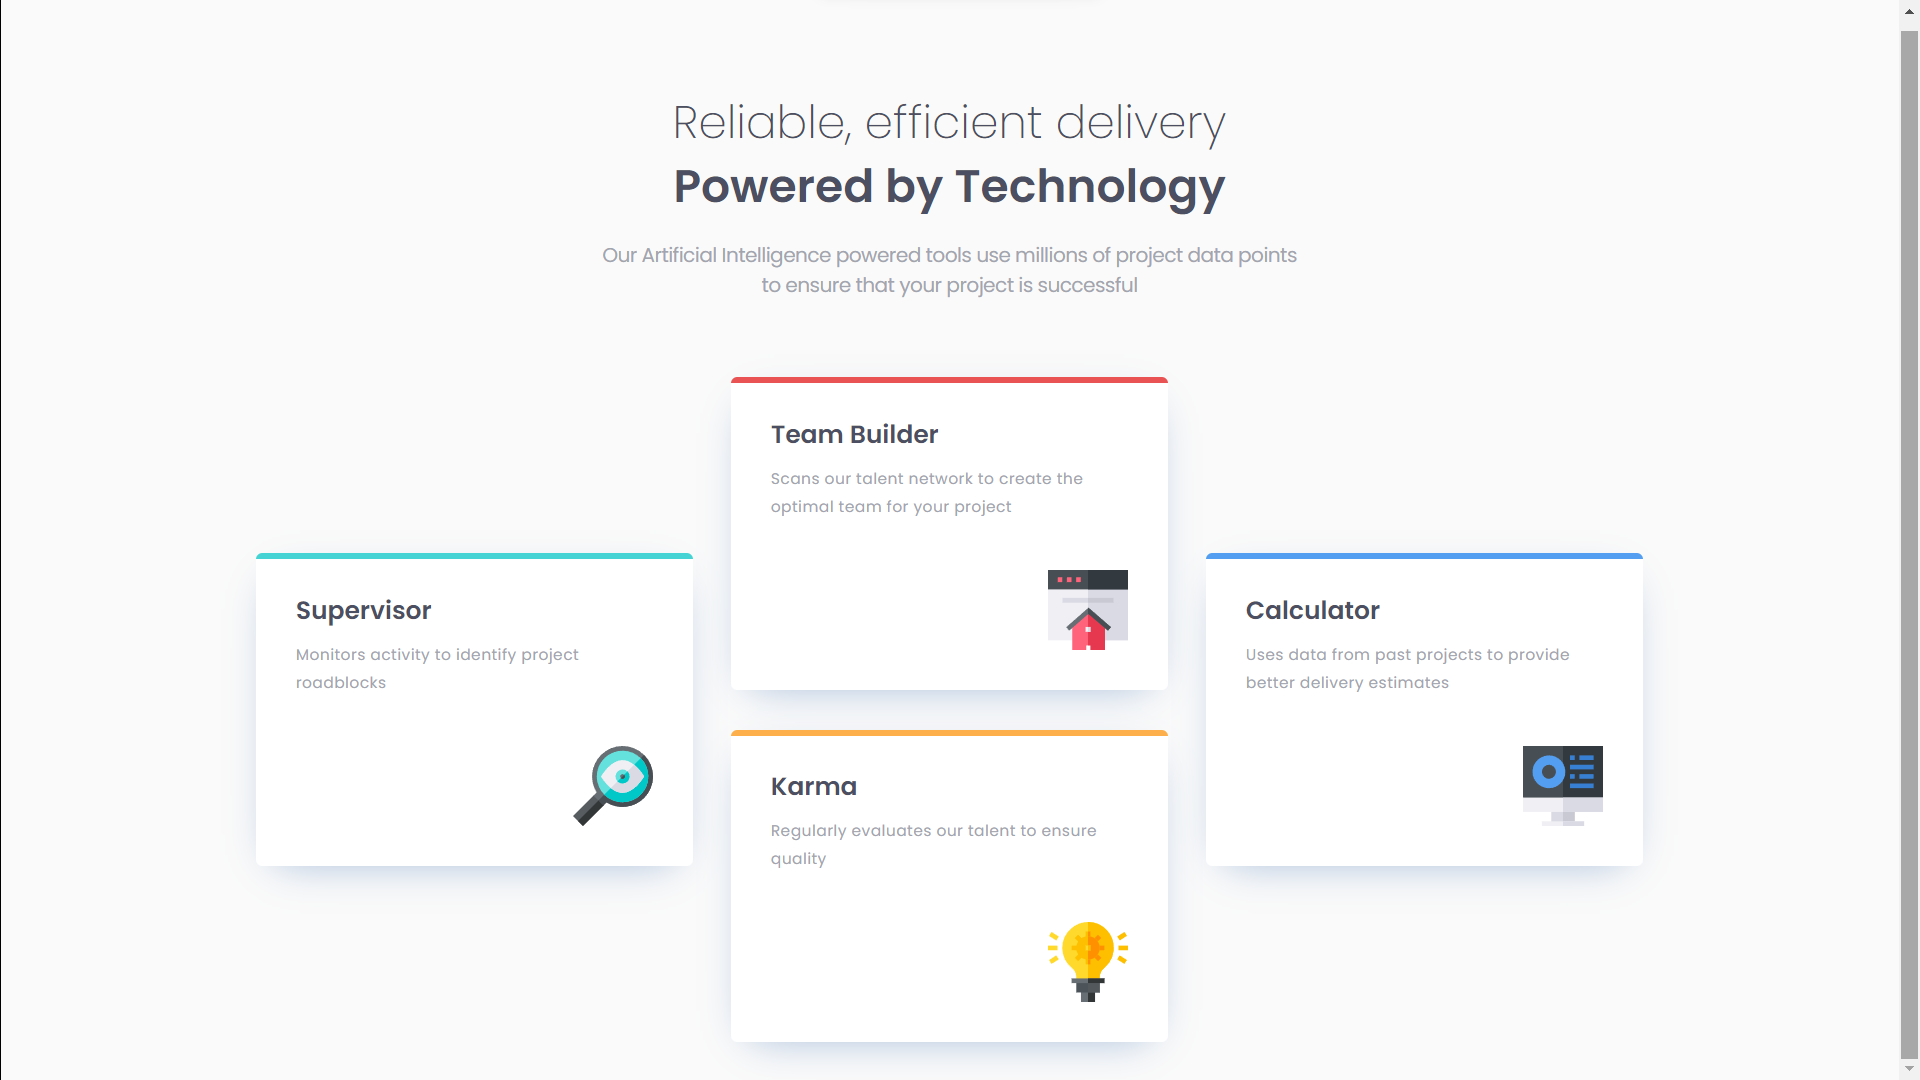 Reliable, efficient delivery
Powered by Technology
Our Artificial Intelligence powered tools use millions of project data points
to ensure that your project is successful
Team Builder
Scans our talent network to create the
optimal team for your project
Supervisor
Monitors activity to identify project
roadblocks
Calculator
Uses data from past projects to provide
better delivery estimates
Karma
Regularly evaluates our talent to ensure
quality